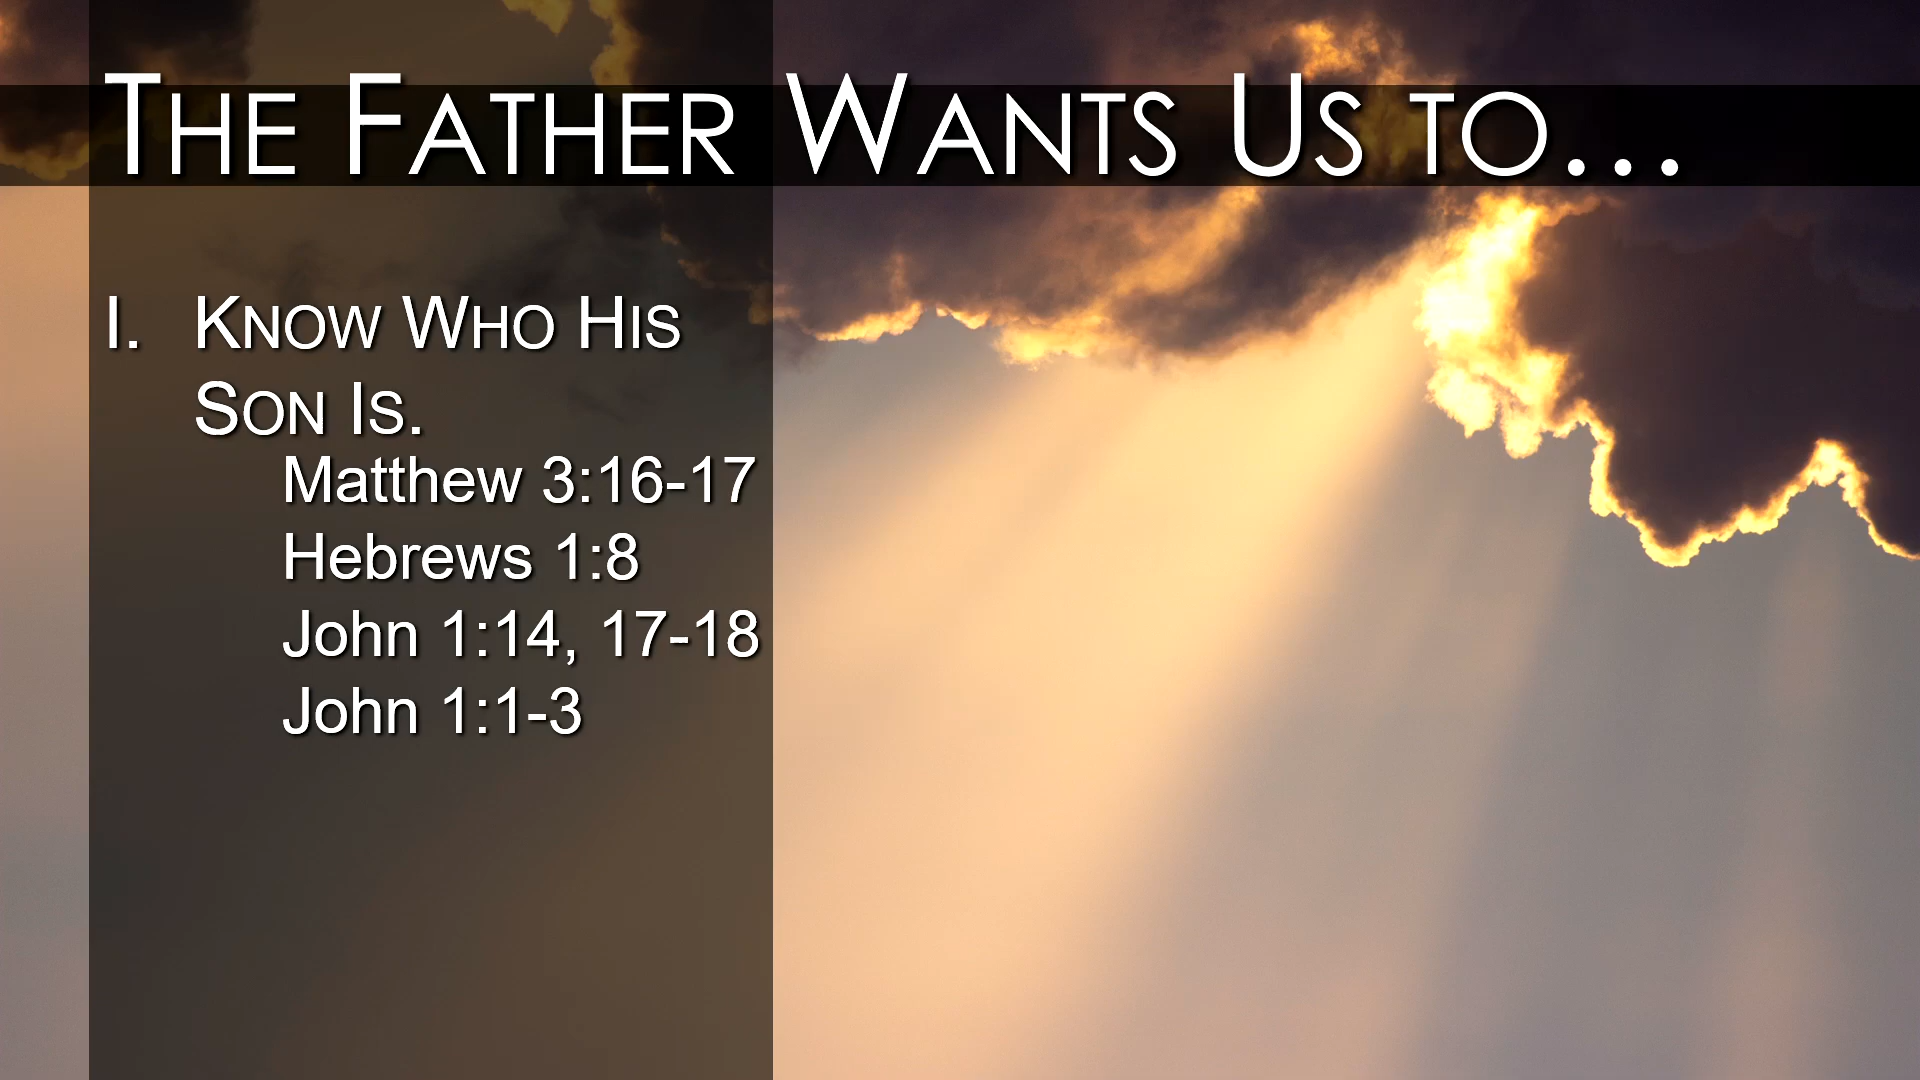 The Father Wants Us to…
I. Know Who His
Son Is.
Matthew 3:16-17
Hebrews 1:8
John 1:14, 17-18
John 1:1-3